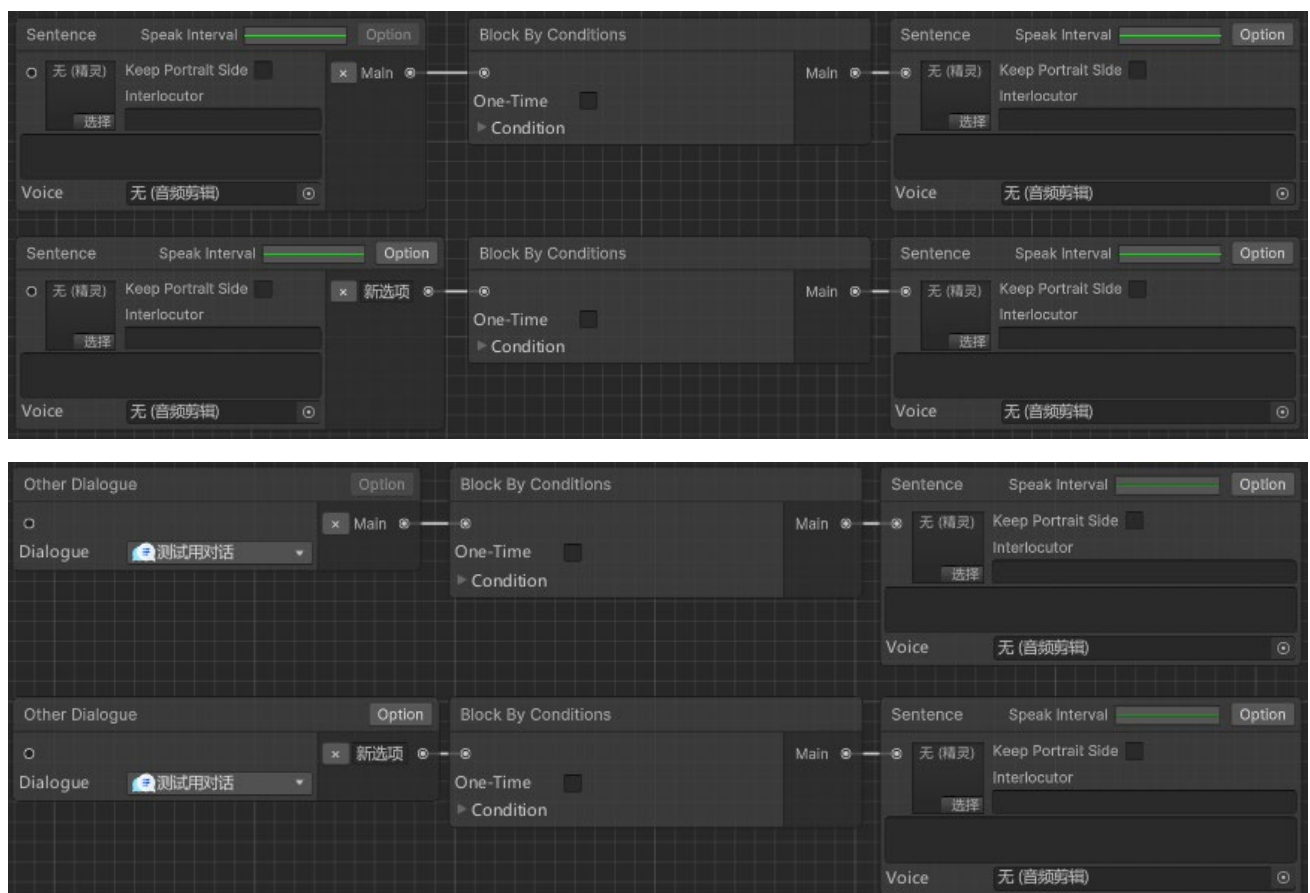 Sentence Speak Interval Option Block By Conditions Sentence Speak Interval Option
无 (精灵) Keep Portrait Side × Main Main 无 (精灵) Keep Portrait Side
Interlocutor One-Time Interlocutor
选择 Condition 选择
Voice 无 (音频剪辑) Voice 无 (音频剪辑)
Sentence Speak Interval Option Block By Conditions Sentence Speak Interval Option
无 (精灵) Keep Portrait Side × 新选项 Main 无 (精灵) Keep Portrait Side
Interlocutor One-Time Interlocutor
选择 Condition 选择
Voice 无 (音频剪辑) Voice 无 (音频剪辑)
Other Dialogue Option Block By Conditions Sentence Speak Interval Option
× Main Main 无 (精灵) Keep Portrait Side
Dialogue 测试用对话 One-Time Interlocutor
Condition 选择
Voice 无 (音频剪辑)
Other Dialogue Option Block By Conditions Sentence Speak Interval Option
× 新选项 Main 无 (精灵) Keep Portrait Side
Dialogue 测试用对话 One-Time Interlocutor
Condition 选择
Voice 无 (音频剪辑)